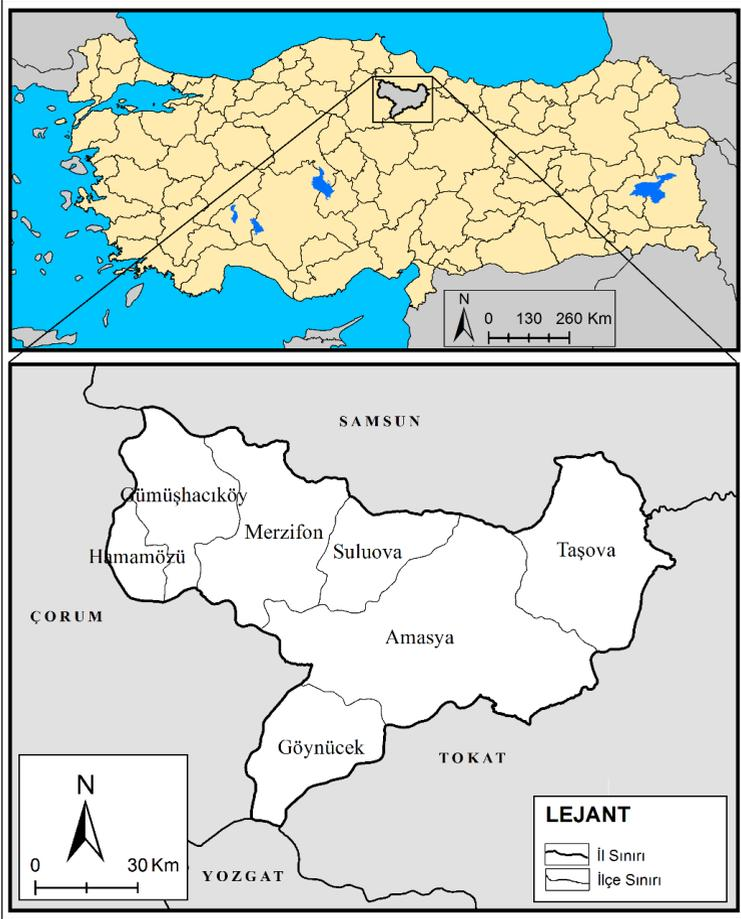 N
0 130 260 Km
SAMSUN
Gümüşhacıköy
Merzifon
Hamamözü
Suluova
Taşova
ÇORUM
Amasya
Göynücek
TOKAT
N
0 30 Km
YOZGAT
LEJANT
İl Sınırı
İlçe Sınırı